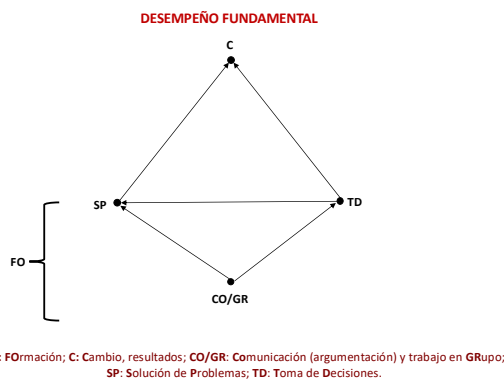 DESEMPEÑO FUNDAMENTAL
C
SP
TD
FO
CO/GR
: FOrmación; C: Cambio, resultados; CO/GR: Comunicación (argumentación) y trabajo en GRupo;
SP: Solución de Problemas; TD: Toma de Decisiones.